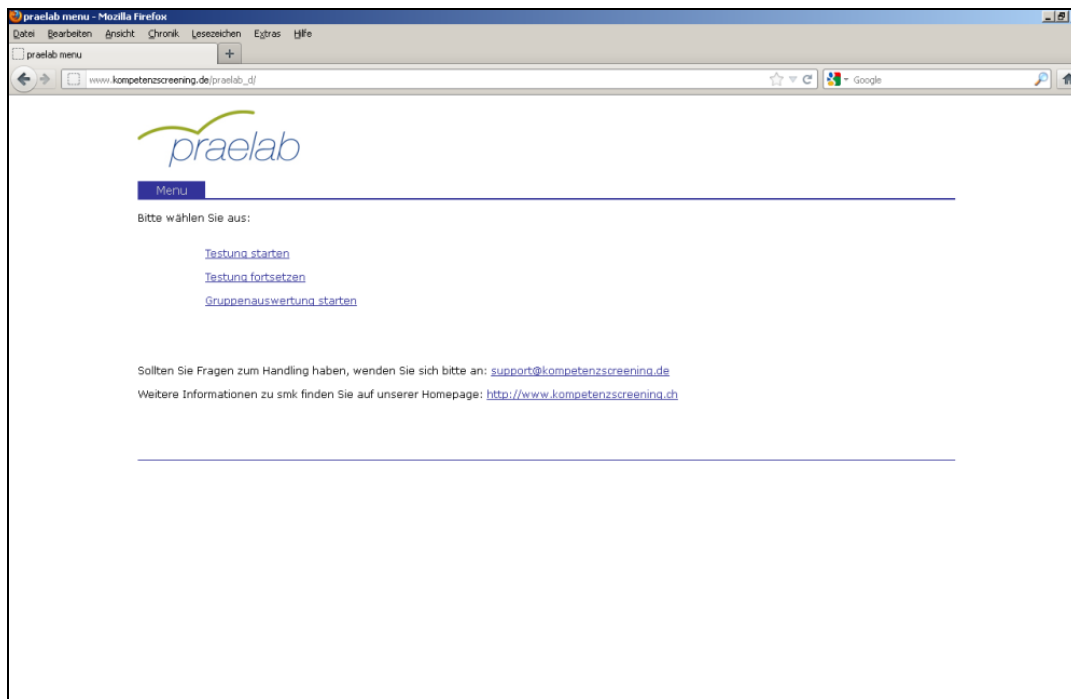 praelab menu - Mozilla Firefox
Datei Bearbeiten Ansicht Chronik Lesezeichen Extras Hilfe
praelab menu
www.kompetenzscreening.de/praelab_d/ Google
praelab
Menu
Bitte wählen Sie aus:
Testung starten
Testung fortsetzen
Gruppenauswertung starten
Sollten Sie Fragen zum Handling haben, wenden Sie sich bitte an: support@kompetenzscreening.de
Weitere Informationen zu smk finden Sie auf unserer Homepage: http://www.kompetenzscreening.ch